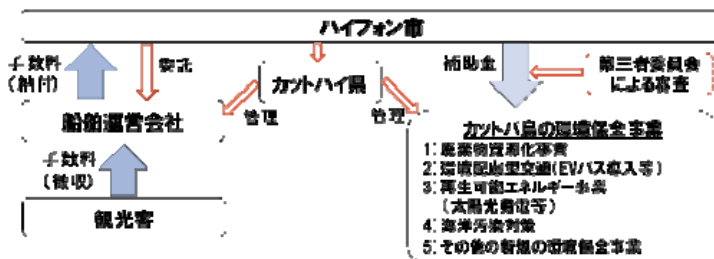 ハイフォン市
手数料
(納付)
委託
カットハイ県
補助金
第三者委員会
による審査
船舶運営会社
管理
管理
手数料
(徴収)
観光客
カットバ島の環境保全事業
1: 廃棄物資源化事業
2: 環境配慮型交通(EVバス導入等)
3: 再生可能エネルギー事業
(太陽光発電等)
4: 海洋汚染対策
5: その他の新規の環境保全事業